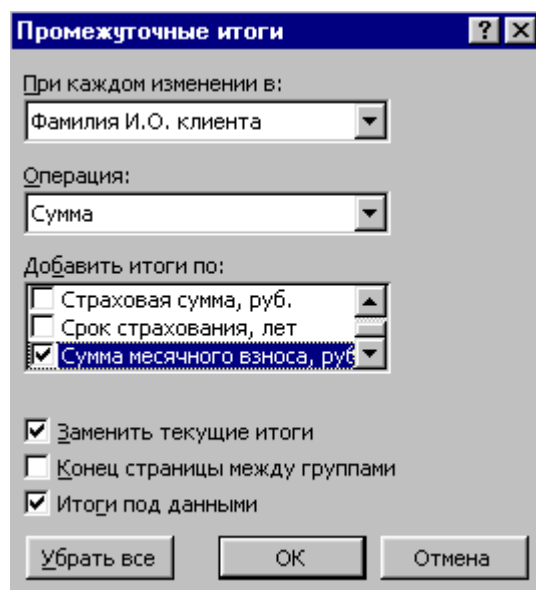 Промежуточные итоги
При каждом изменении в:
Фамилия И.О. клиента
Операция:
Сумма
Добавить итоги по:
Страховая сумма, руб.
Срок страхования, лет
Сумма месячного взноса, руб
Заменить текущие итоги
Конец страницы между группами
Итоги под данными
Убрать все ОК Отмена